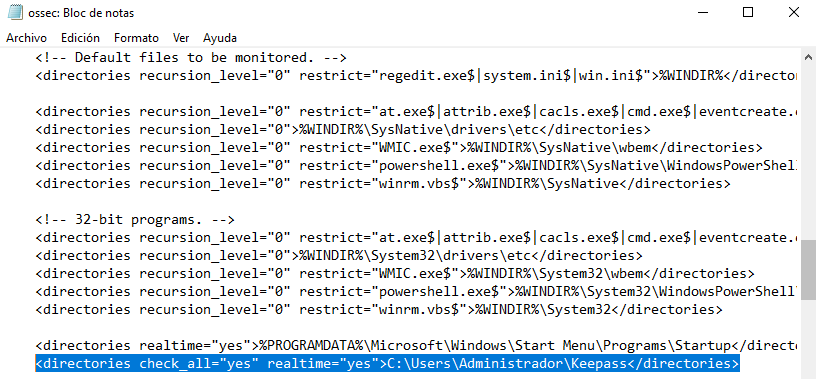 ossec: Bloc de notas
Archivo Edición Formato Ver Ayuda
<!-- Default files to be monitored. -->
<directories recursion_level="0" restrict="regedit.exe$|system.ini$|win.ini$">%WINDIR%</director
<directories recursion_level="0" restrict="at.exe$|attrib.exe$|cacls.exe$|cmd.exe$|eventcreate.e
<directories recursion_level="0">%WINDIR%\SysNative\drivers\etc</directories>
<directories recursion_level="0" restrict="WMIC.exe$">%WINDIR%\SysNative\wbem</directories>
<directories recursion_level="0" restrict="powershell.exe$">%WINDIR%\SysNative\WindowsPowerShell
<directories recursion_level="0" restrict="winrm.vbs$">%WINDIR%\SysNative</directories>
<!-- 32-bit programs. -->
<directories recursion_level="0" restrict="at.exe$|attrib.exe$|cacls.exe$|cmd.exe$|eventcreate.e
<directories recursion_level="0">%WINDIR%\System32\drivers\etc</directories>
<directories recursion_level="0" restrict="WMIC.exe$">%WINDIR%\System32\wbem</directories>
<directories recursion_level="0" restrict="powershell.exe$">%WINDIR%\System32\WindowsPowerShell\
<directories recursion_level="0" restrict="winrm.vbs$">%WINDIR%\System32</directories>
<directories realtime="yes">%PROGRAMDATA%\Microsoft\Windows\Start Menu\Programs\Startup</directo
<directories check_all="yes" realtime="yes">C:\Users\Administrador\Keepass</directories>